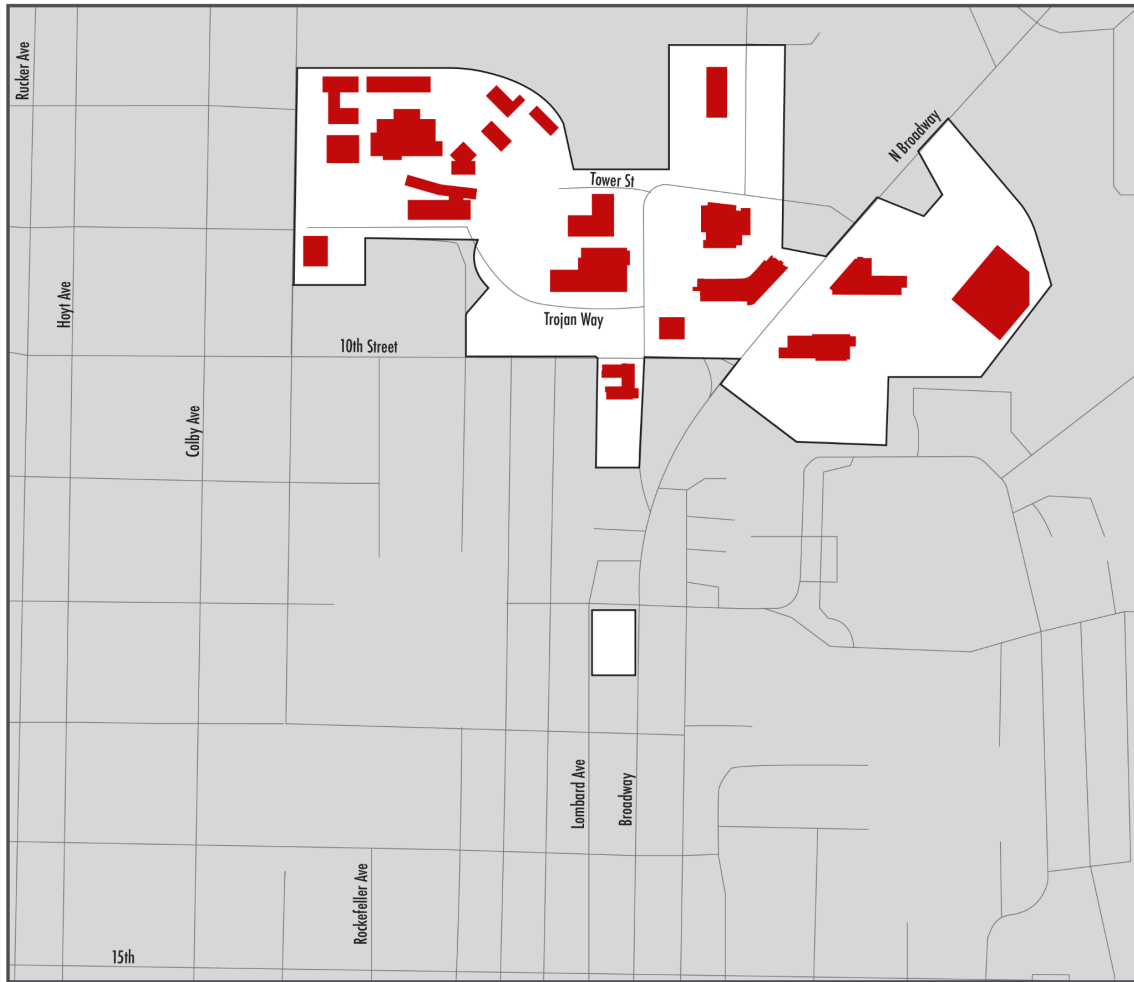 Rucker Ave
N Broadway
Tower St
Hoyt Ave
Trojan Way
10th Street
Colby Ave
Lombard Ave
Broadway
Rockefeller Ave
15th